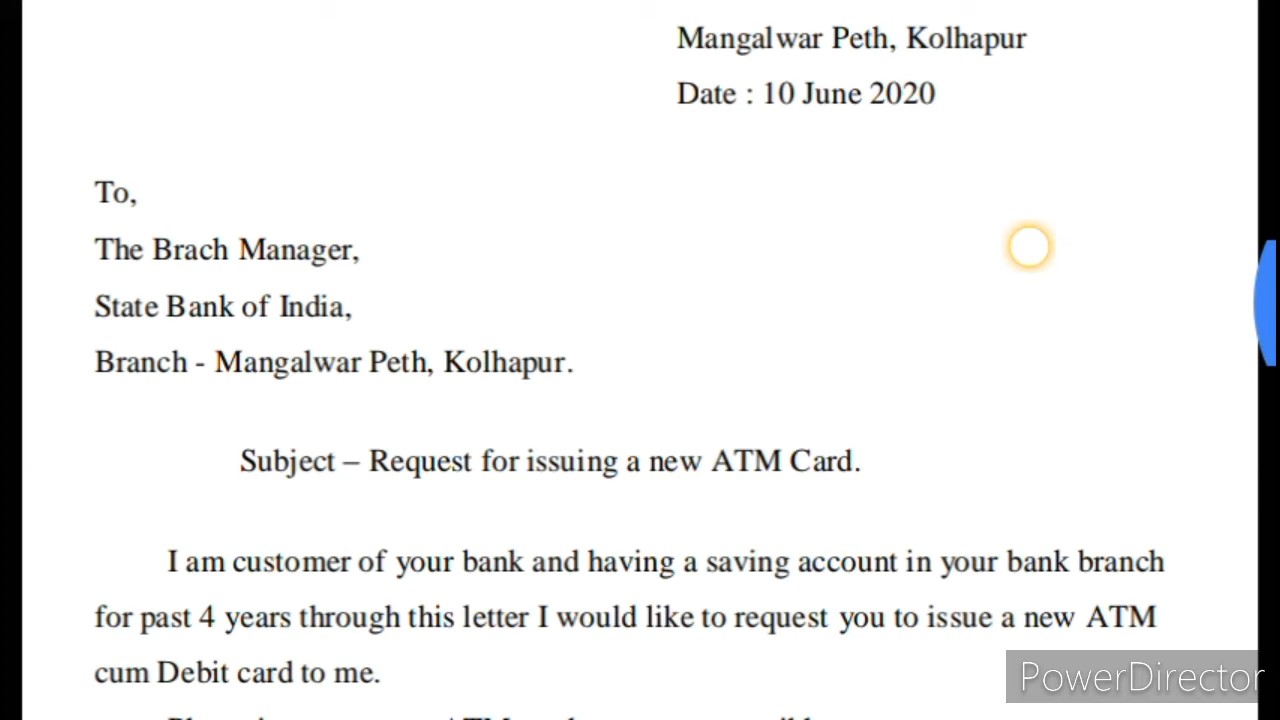 Mangalwar Peth, Kolhapur
Date : 10 June 2020
To,
The Brach Manager,
State Bank of India,
Branch - Mangalwar Peth, Kolhapur.
Subject – Request for issuing a new ATM Card.
I am customer of your bank and having a saving account in your bank branch
for past 4 years through this letter I would like to request you to issue a new ATM
cum Debit card to me.
PowerDirector